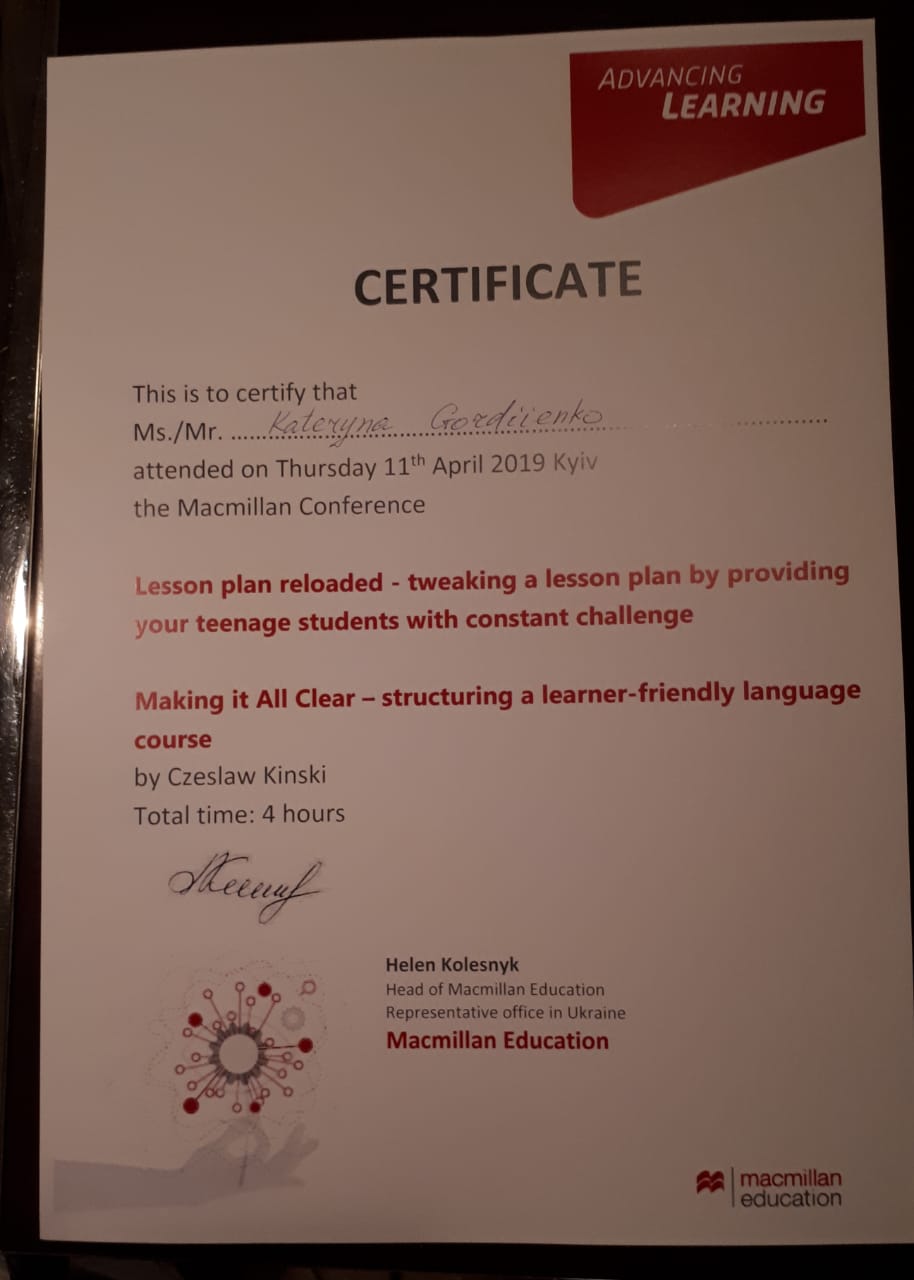 ADVANCING
LEARNING
CERTIFICATE
This is to certify that
Ms./Mr. ........ Kateryna Gordiienko ........
attended on Thursday 11th April 2019 Kyiv
the Macmillan Conference
Lesson plan reloaded - tweaking a lesson plan by providing
your teenage students with constant challenge
Making it All Clear – structuring a learner-friendly language
course
by Czeslaw Kinski
Total time: 4 hours
Helen Kolesnyk
Head of Macmillan Education
Representative office in Ukraine
Macmillan Education
macmillan
education